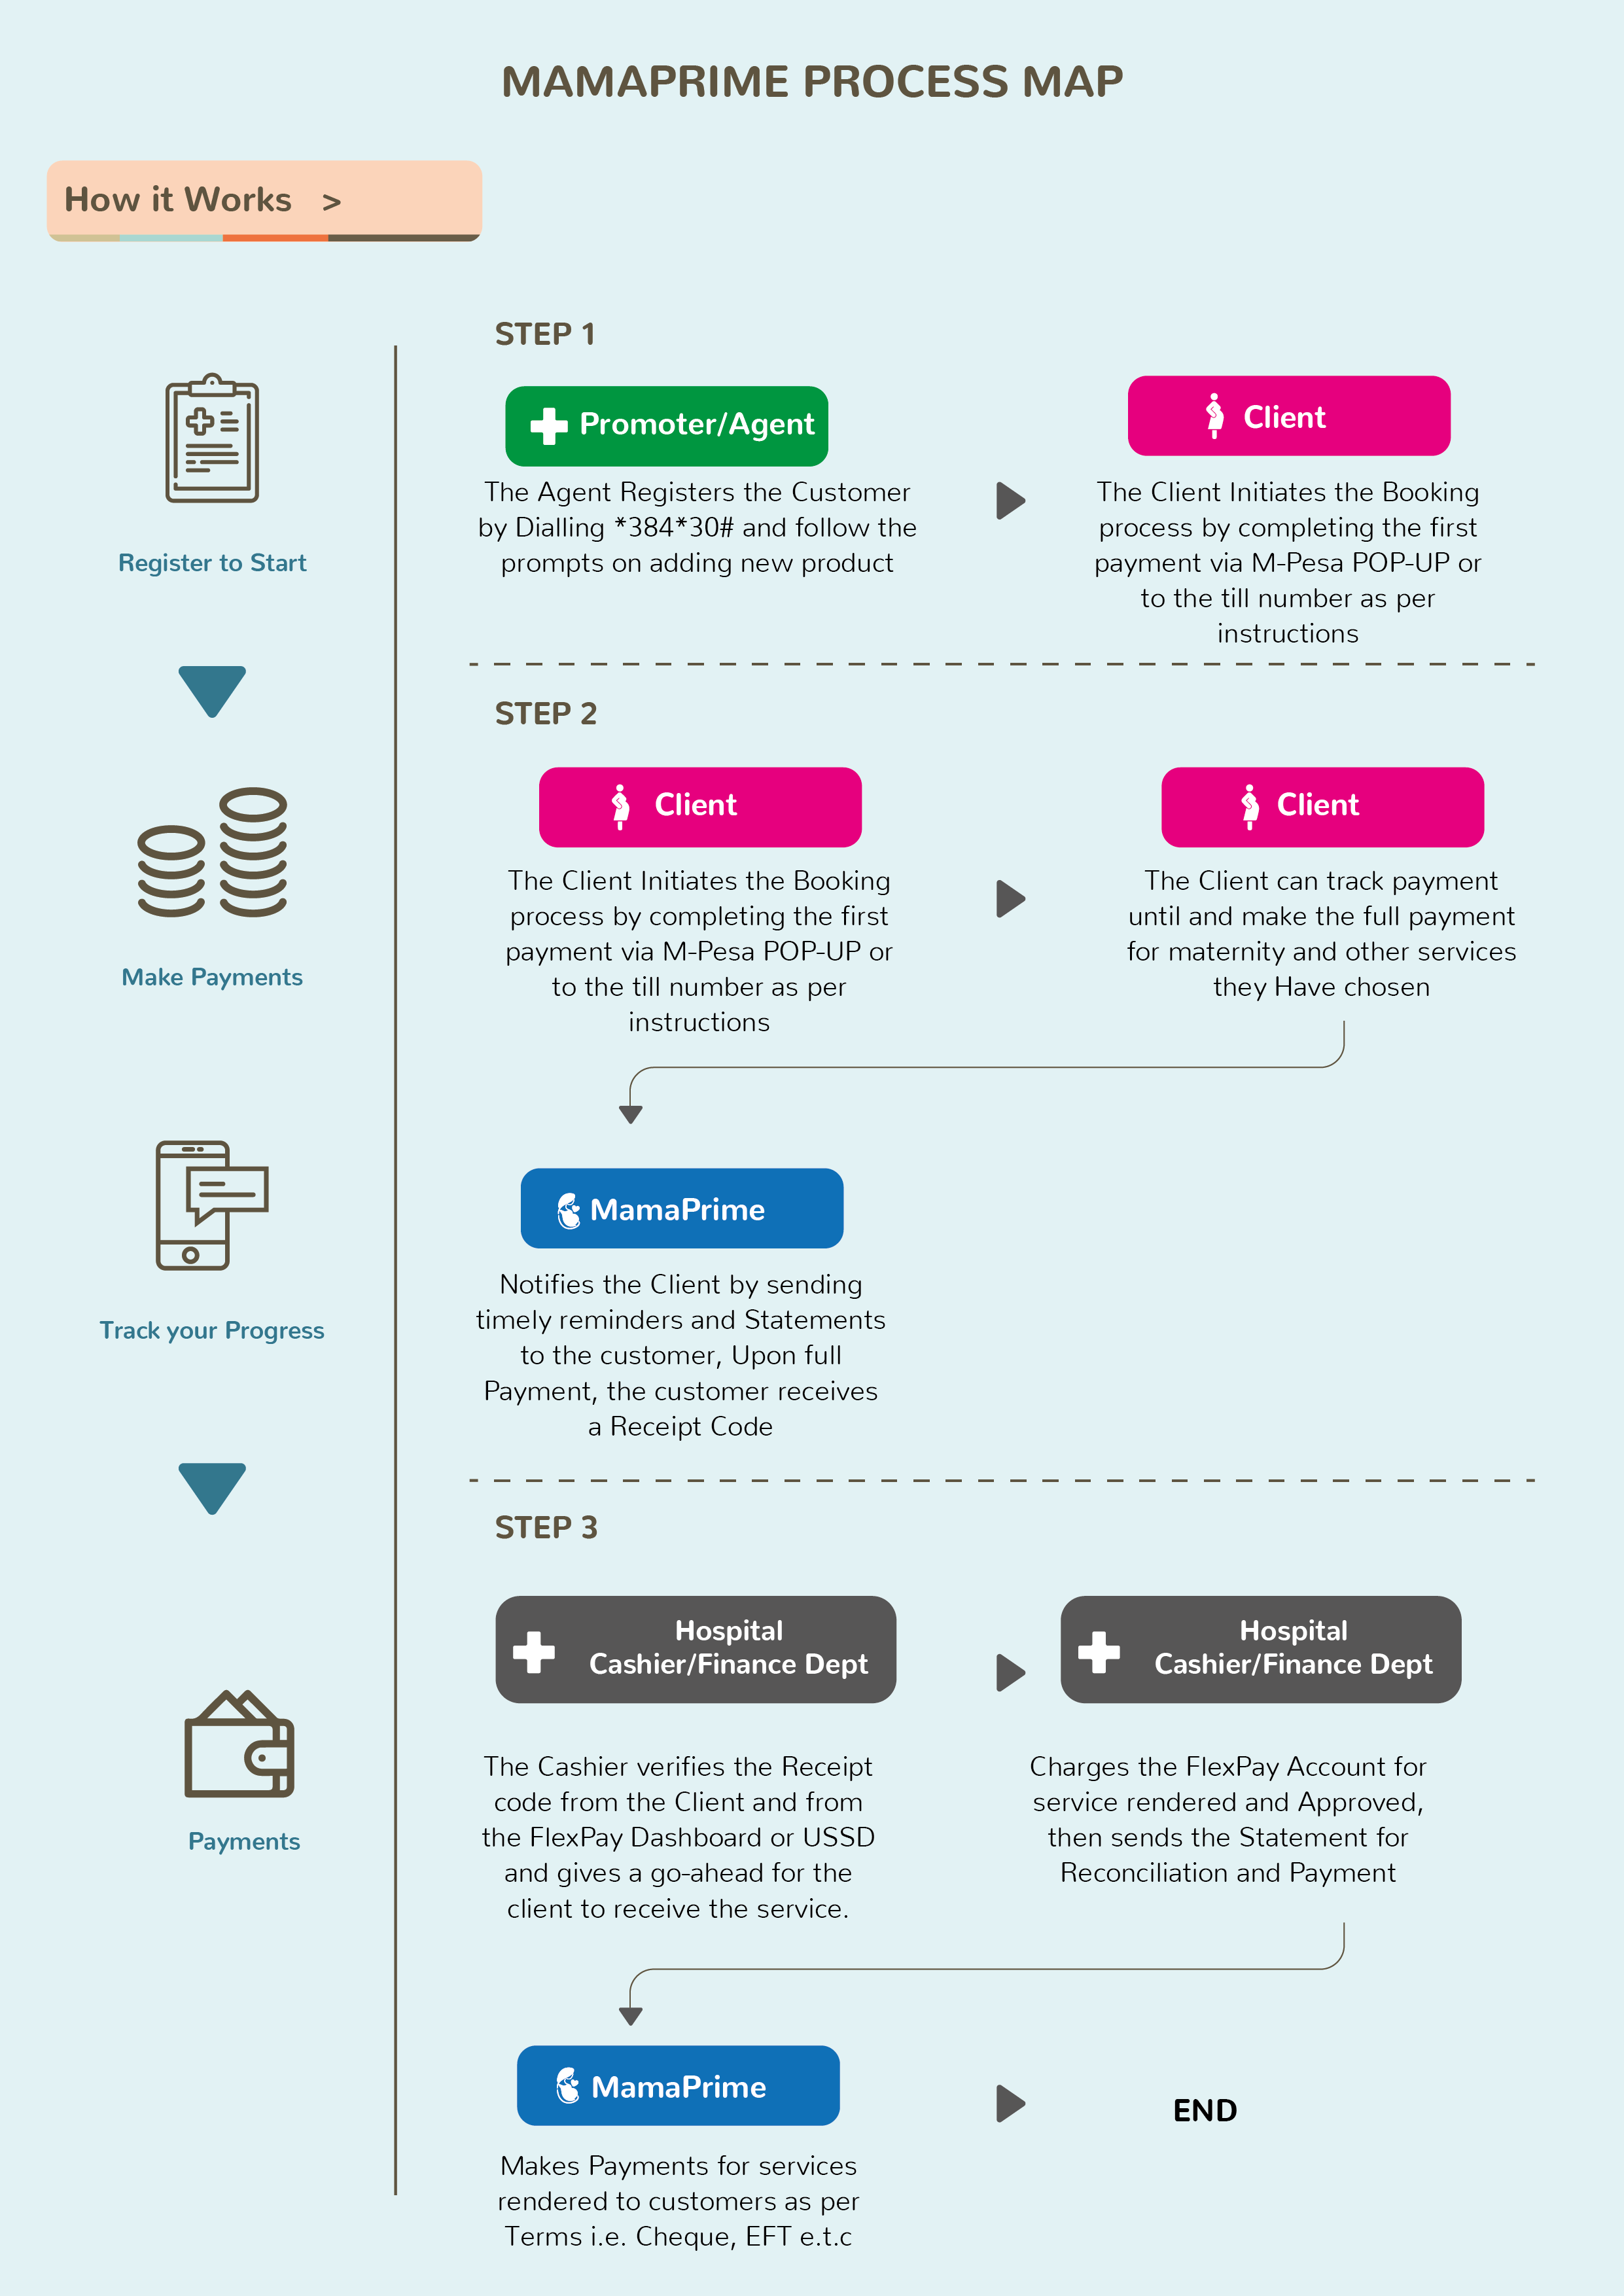 MAMAPRIME PROCESS MAP
How it Works >
Register to Start
Make Payments
Track your Progress
Payments
STEP 1
Promoter/Agent
The Agent Registers the Customer
by Dialling *384*30# and follow the
prompts on adding new product
Client
The Client Initiates the Booking
process by completing the first
payment via M-Pesa POP-UP or
to the till number as per
instructions
STEP 2
Client
The Client Initiates the Booking
process by completing the first
payment via M-Pesa POP-UP or
to the till number as per
instructions
Client
The Client can track payment
until and make the full payment
for maternity and other services
they Have chosen
MamaPrime
Notifies the Client by sending
timely reminders and Statements
to the customer, Upon full
Payment, the customer receives
a Receipt Code
STEP 3
Hospital
Cashier/Finance Dept
The Cashier verifies the Receipt
code from the Client and from
the FlexPay Dashboard or USSD
and gives a go-ahead for the
client to receive the service.
Hospital
Cashier/Finance Dept
Charges the FlexPay Account for
service rendered and Approved,
then sends the Statement for
Reconciliation and Payment
MamaPrime
Makes Payments for services
rendered to customers as per
Terms i.e. Cheque, EFT e.t.c
END